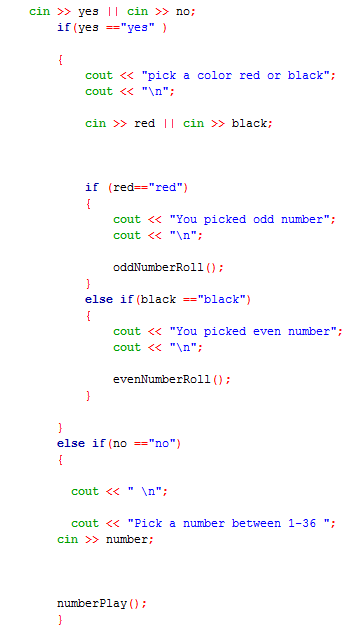 cin >> yes || cin >> no;
if(yes =="yes" )
{
cout << "pick a color red or black";
cout << "\n";
cin >> red || cin >> black;
if (red=="red")
{
cout << "You picked odd number";
cout << "\n";
oddNumberRoll();
}
else if(black =="black")
{
cout << "You picked even number";
cout << "\n";
evenNumberRoll();
}
}
else if(no =="no")
{
cout << " \n";
cout << "Pick a number between 1-36 ";
cin >> number;
numberPlay();
}